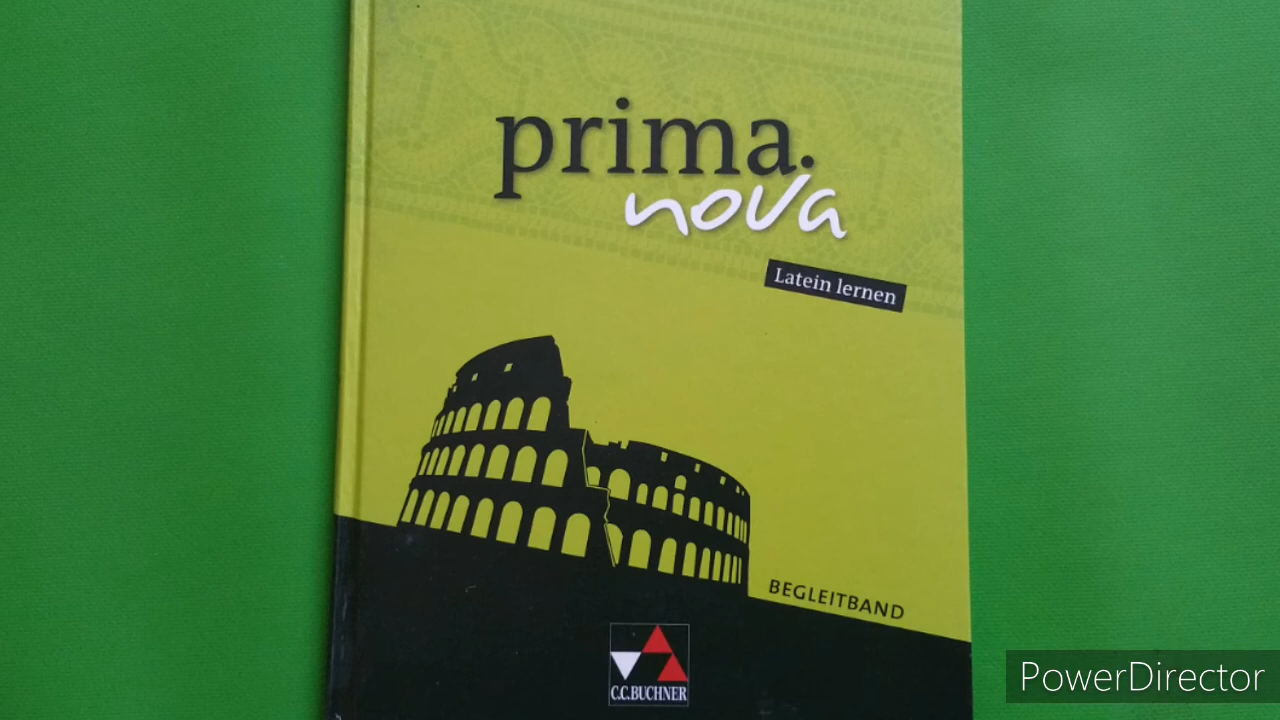 prima.
nova
Latein lernen
BEGLEITBAND
C.C.BUCHNER
PowerDirector